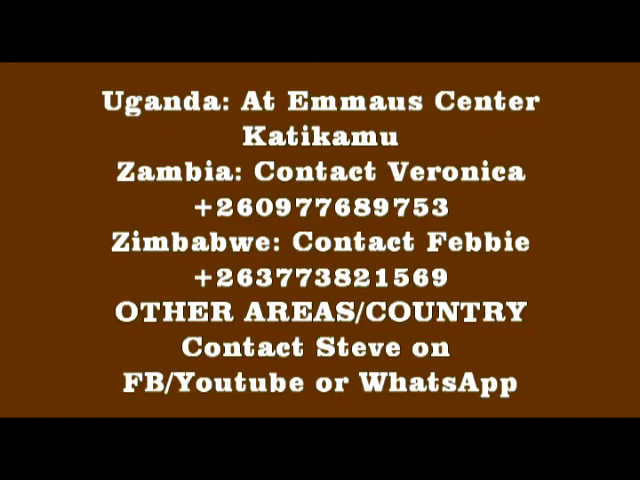 Uganda: At Emmaus Center
Katikamu
Zambia: Contact Veronica
+260977689753
Zimbabwe: Contact Febbie
+263773821569
OTHER AREAS/COUNTRY
Contact Steve on
FB/Youtube or WhatsApp